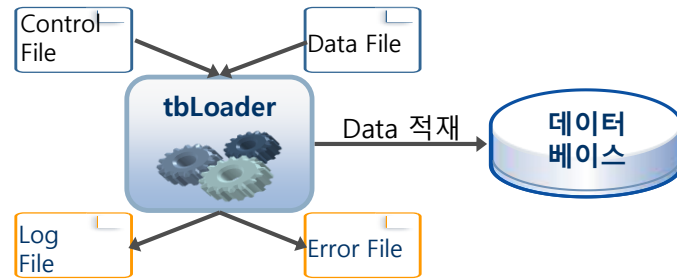 Control
File
Data File
tbLoader
Data 적재
데이터
베이스
Log
File
Error File